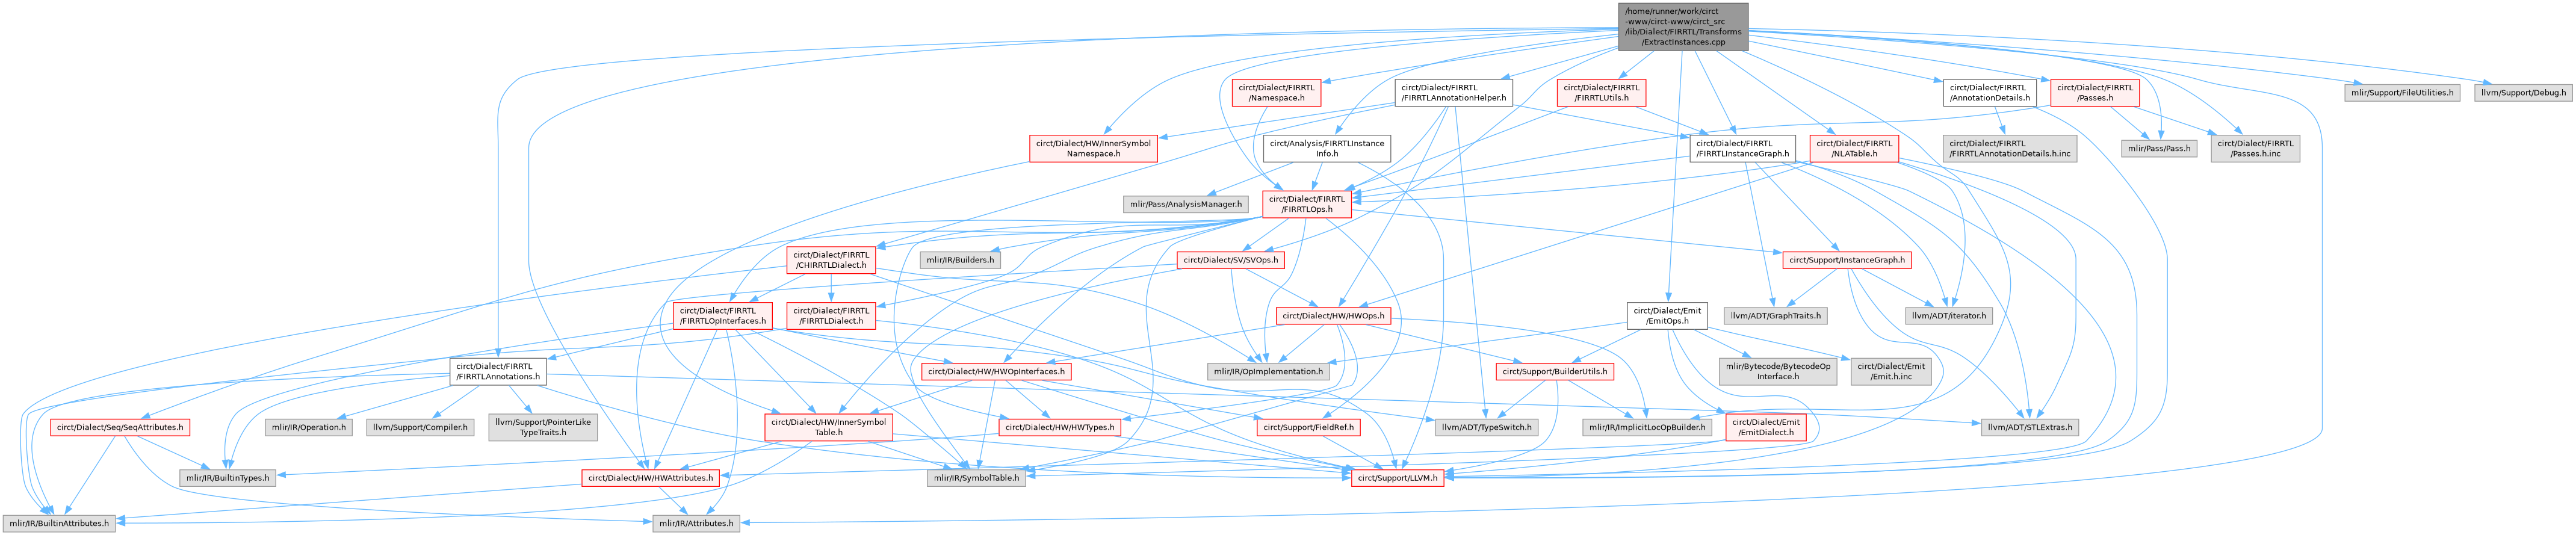 /home/runner/work/circt
-www/circt-www/circt_src
/lib/Dialect/FIRRTL/Transforms
/ExtractInstances.cpp
circt/Dialect/FIRRTL
/Namespace.h
circt/Dialect/FIRRTL
/FIRRTLAnnotationHelper.h
circt/Dialect/FIRRTL
/FIRRTLUtils.h
circt/Dialect/FIRRTL
/AnnotationDetails.h
circt/Dialect/FIRRTL
/Passes.h
mlir/Support/FileUtilities.h
llvm/Support/Debug.h
circt/Dialect/HW/InnerSymbol
Namespace.h
circt/Analysis/FIRRTLInstance
Info.h
circt/Dialect/FIRRTL
/FIRRTLInstanceGraph.h
circt/Dialect/FIRRTL
/NLATable.h
circt/Dialect/FIRRTL
/FIRRTLAnnotationDetails.h.inc
mlir/Pass/Pass.h
circt/Dialect/FIRRTL
/Passes.h.inc
mlir/Pass/AnalysisManager.h
circt/Dialect/FIRRTL
/FIRRTLOps.h
circt/Dialect/FIRRTL
/CHIRRTLDialect.h
mlir/IR/Builders.h
circt/Dialect/SV/SVOps.h
circt/Support/InstanceGraph.h
circt/Dialect/FIRRTL
/FIRRTLOpInterfaces.h
circt/Dialect/FIRRTL
/FIRRTLDialect.h
circt/Dialect/HW/HWOps.h
circt/Dialect/Emit
/EmitOps.h
llvm/ADT/GraphTraits.h
llvm/ADT/iterator.h
circt/Dialect/FIRRTL
/FIRRTLAnnotations.h
circt/Dialect/HW/HWOpInterfaces.h
mlir/IR/OpImplementation.h
circt/Support/BuilderUtils.h
mlir/Bytecode/BytecodeOp
Interface.h
circt/Dialect/Emit
/Emit.h.inc
circt/Dialect/Seq/SeqAttributes.h
mlir/IR/Operation.h
llvm/Support/Compiler.h
llvm/Support/PointerLike
TypeTraits.h
circt/Dialect/HW/InnerSymbol
Table.h
circt/Dialect/HW/HWTypes.h
circt/Support/FieldRef.h
llvm/ADT/TypeSwitch.h
mlir/IR/ImplicitLocOpBuilder.h
circt/Dialect/Emit
/EmitDialect.h
llvm/ADT/STLExtras.h
mlir/IR/BuiltinTypes.h
circt/Dialect/HW/HWAttributes.h
mlir/IR/SymbolTable.h
circt/Support/LLVM.h
mlir/IR/BuiltinAttributes.h
mlir/IR/Attributes.h